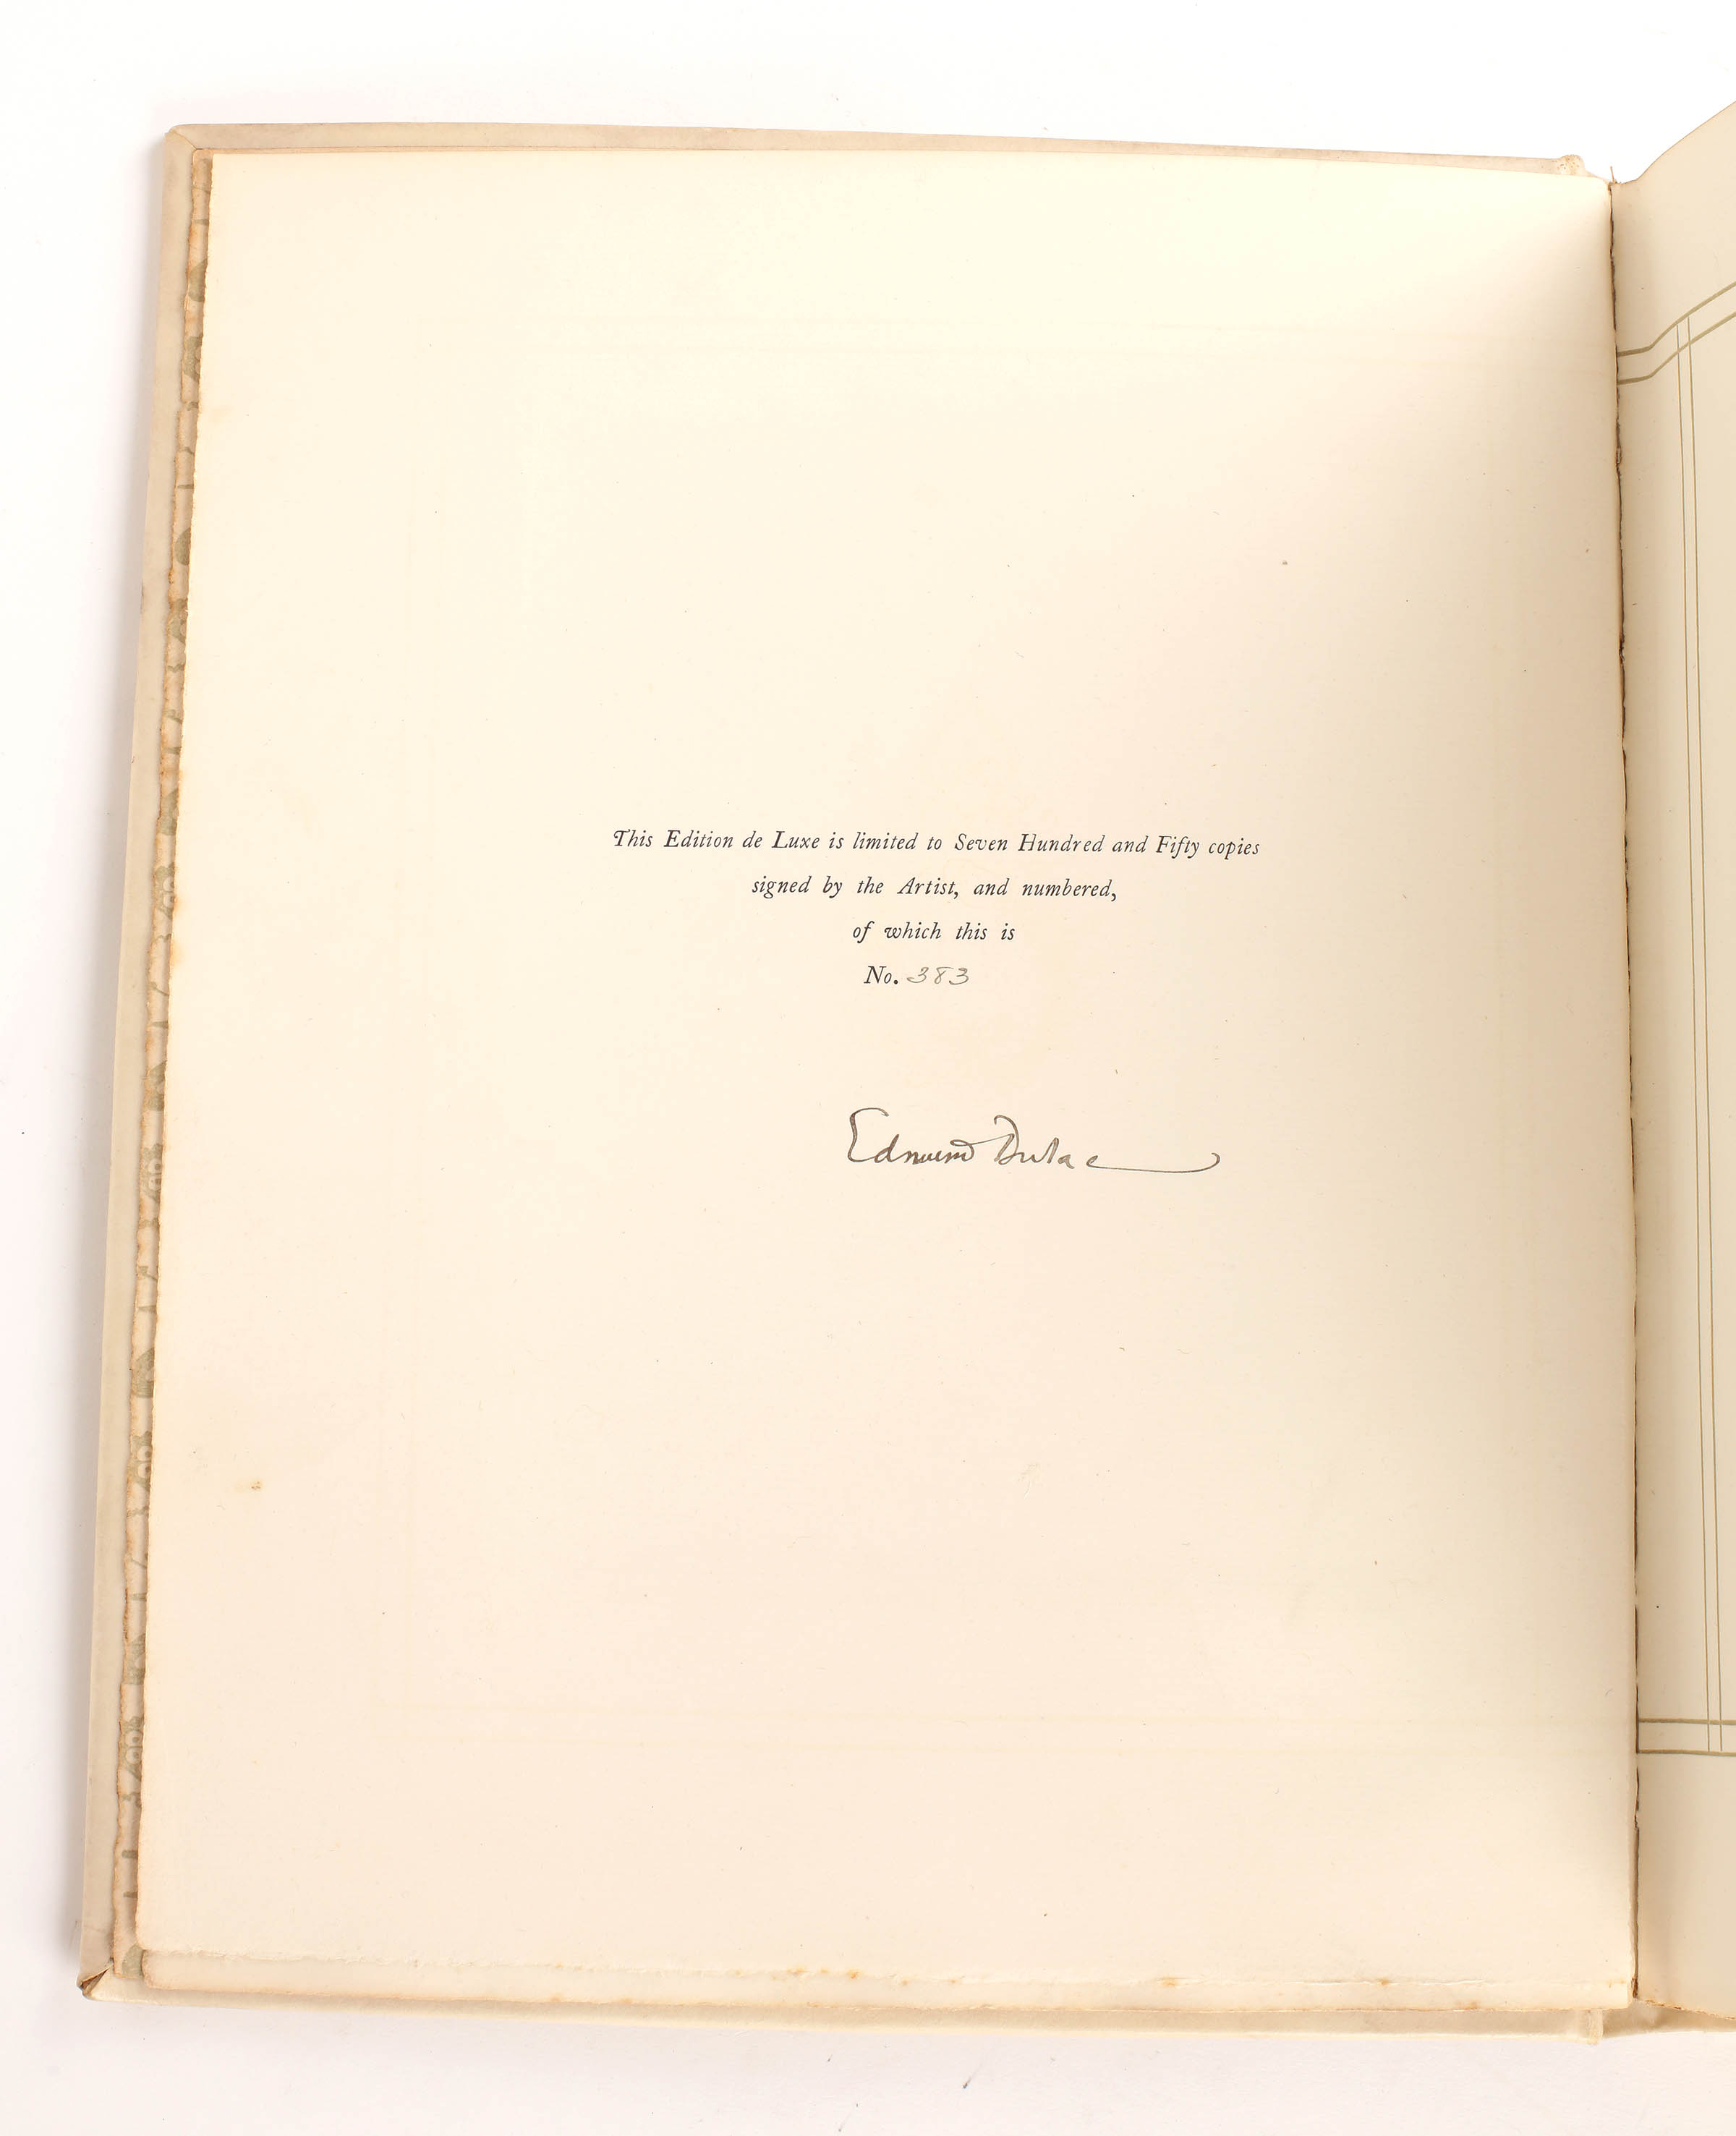 This Edition de Luxe is limited to Seven Hundred and Fifty copies
signed by the Artist, and numbered,
of which this is
No. 383
Edmund Dulac